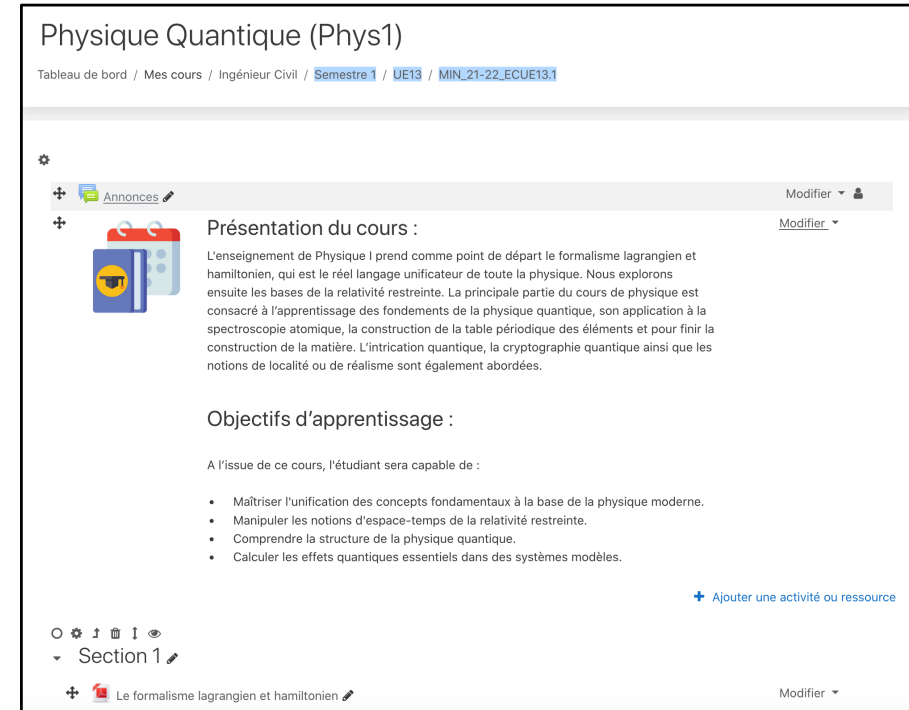 Physique Quantique (Phys1)
Tableau de bord / Mes cours / Ingénieur Civil / Semestre 1 / UE13 / MIN_21-22_ECUE13.1
Annonces Modifier
Présentation du cours : Modifier
L'enseignement de Physique I prend comme point de départ le formalisme lagrangien et
hamiltonien, qui est le réel langage unificateur de toute la physique. Nous explorons
ensuite les bases de la relativité restreinte. La principale partie du cours de physique est
consacré à l'apprentissage des fondements de la physique quantique, son application à la
spectroscopie atomique, la construction de la table périodique des éléments et pour finir la
construction de la matière. L'intrication quantique, la cryptographie quantique ainsi que les
notions de localité ou de réalisme sont également abordées.
Objectifs d'apprentissage :
A l'issue de ce cours, l'étudiant sera capable de :
• Maîtriser l'unification des concepts fondamentaux à la base de la physique moderne.
• Manipuler les notions d'espace-temps de la relativité restreinte.
• Comprendre la structure de la physique quantique.
• Calculer les effets quantiques essentiels dans des systèmes modèles.
+ Ajouter une activité ou ressource
Section 1
Le formalisme lagrangien et hamiltonien Modifier